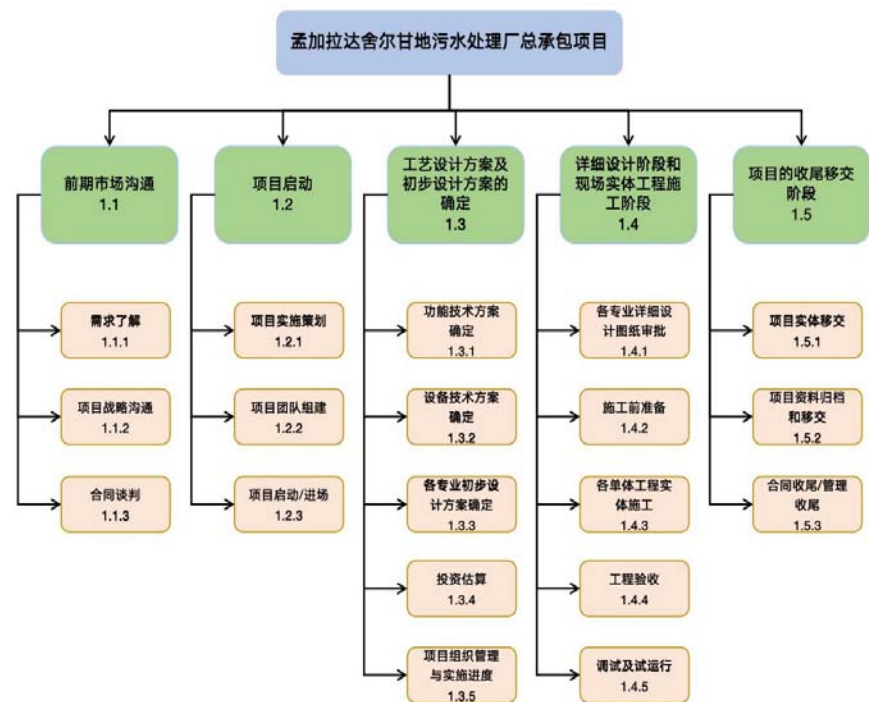 孟加拉达舍尔甘地污水处理厂总承包项目
前期市场沟通
1.1
项目启动
1.2
工艺设计方案及
初步设计方案的
确定
1.3
详细设计阶段和
现场实体工程施
工阶段
1.4
项目的收尾移交
阶段
1.5
需求了解
1.1.1
项目战略沟通
1.1.2
合同谈判
1.1.3
项目实施策划
1.2.1
项目团队组建
1.2.2
项目启动/进场
1.2.3
功能技术方案
确定
1.3.1
设备技术方案
确定
1.3.2
各专业初步设
计方案确定
1.3.3
投资估算
1.3.4
项目组织管理
与实施进度
1.3.5
各专业详细设
计图纸审批
1.4.1
施工前准备
1.4.2
各单体工程实
体施工
1.4.3
工程验收
1.4.4
调试及试运行
1.4.5
项目实体移交
1.5.1
项目资料归档
和移交
1.5.2
合同收尾/管理
收尾
1.5.3